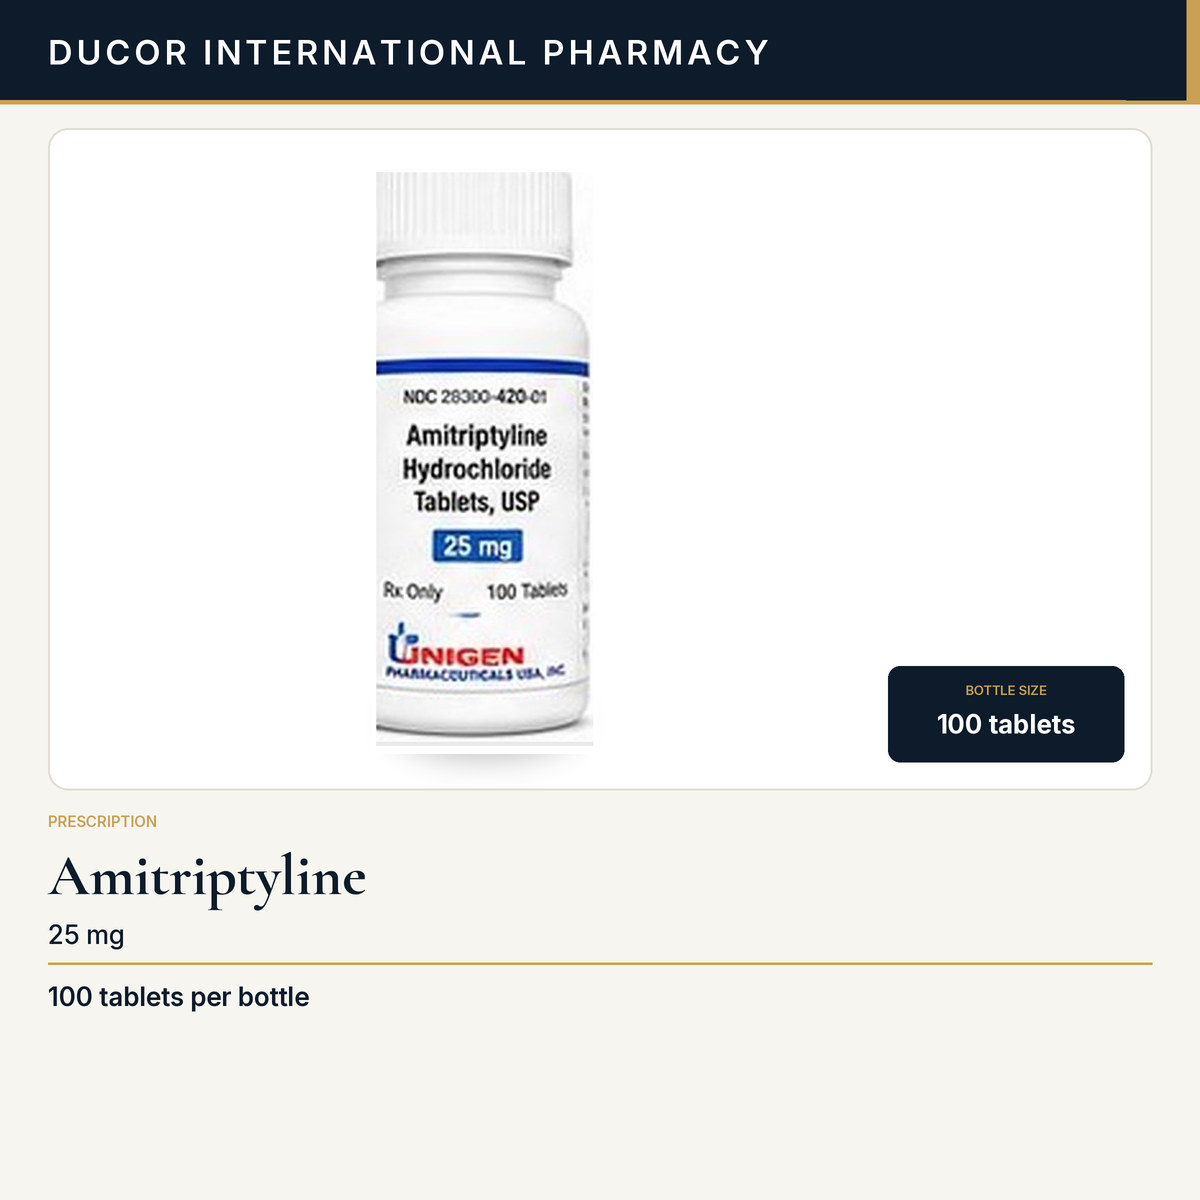 DUCOR INTERNATIONAL PHARMACY
NDC 28300-420-01
Amitriptyline
Hydrochloride
Tablets, USP
25 mg
Rx Only 100 Tablets
UNIGEN
PHARMACEUTICALS USA, INC.
BOTTLE SIZE
100 tablets
PRESCRIPTION
Amitriptyline
25 mg
100 tablets per bottle